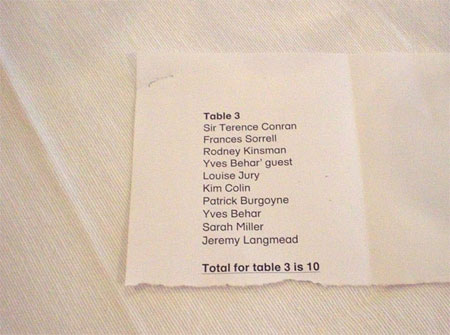 Table 3
Sir Terence Conran
Frances Sorrell
Rodney Kinsman
Yves Behar' guest
Louise Jury
Kim Colin
Patrick Burgoyne
Yves Behar
Sarah Miller
Jeremy Langmead
Total for table 3 is 10